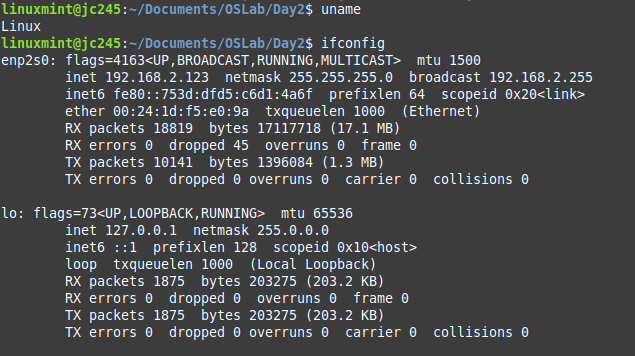 linuxmint@jc245:~/Documents/OSLab/Day2$ uname
Linux
linuxmint@jc245:~/Documents/OSLab/Day2$ ifconfig
enp2s0: flags=4163<UP,BROADCAST,RUNNING,MULTICAST>  mtu 1500
        inet 192.168.2.123  netmask 255.255.255.0  broadcast 192.168.2.255
        inet6 fe80::753d:dfd5:c6d1:4a6f  prefixlen 64  scopeid 0x20<link>
        ether 00:24:1d:f5:e0:9a  txqueuelen 1000  (Ethernet)
        RX packets 18819  bytes 17117718 (17.1 MB)
        RX errors 0  dropped 45  overruns 0  frame 0
        TX packets 10141  bytes 1396084 (1.3 MB)
        TX errors 0  dropped 0 overruns 0  carrier 0  collisions 0

lo: flags=73<UP,LOOPBACK,RUNNING>  mtu 65536
        inet 127.0.0.1  netmask 255.0.0.0
        inet6 ::1  prefixlen 128  scopeid 0x10<host>
        loop  txqueuelen 1000  (Local Loopback)
        RX packets 1875  bytes 203275 (203.2 KB)
        RX errors 0  dropped 0  overruns 0  frame 0
        TX packets 1875  bytes 203275 (203.2 KB)
        TX errors 0  dropped 0 overruns 0  carrier 0  collisions 0